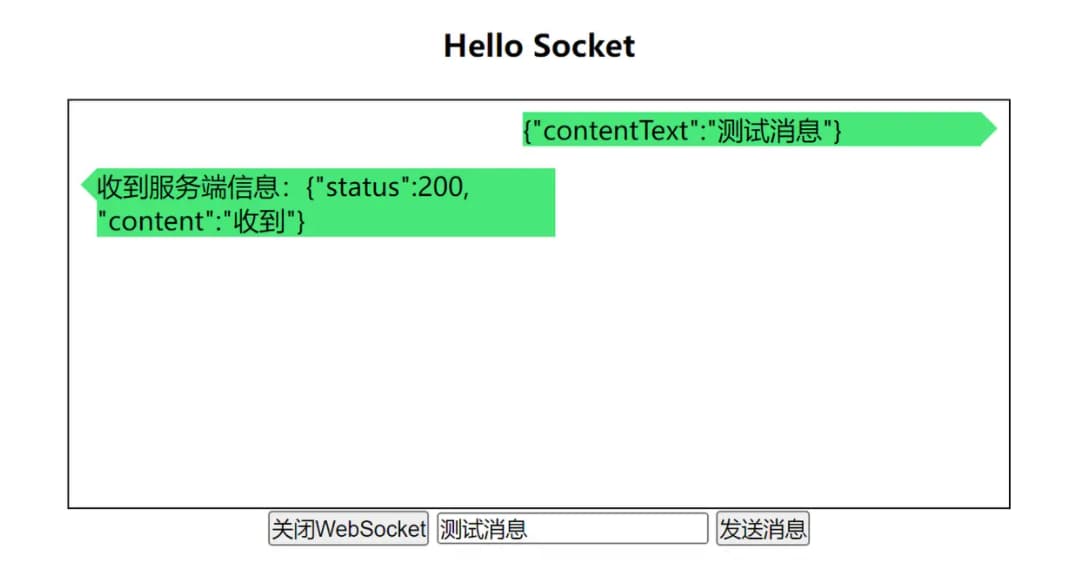 Hello Socket
{"contentText":"测试消息"}
收到服务端信息：{"status":200,
"content":"收到"}
关闭WebSocket 测试消息 发送消息